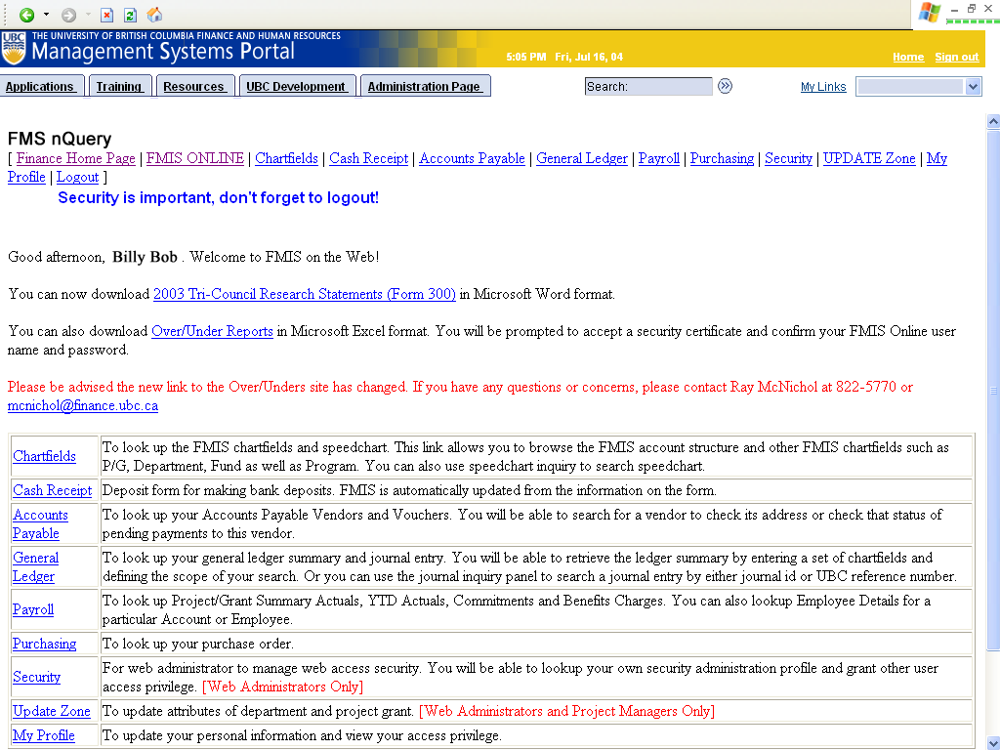 UBC THE UNIVERSITY OF BRITISH COLUMBIA FINANCE AND HUMAN RESOURCES
Management Systems Portal
5:05 PM Fri, Jul 16, 04
Home Sign out
Applications Training Resources UBC Development Administration Page Search: My Links
FMS nQuery
[ Finance Home Page | FMIS ONLINE | Chartfields | Cash Receipt | Accounts Payable | General Ledger | Payroll | Purchasing | Security | UPDATE Zone | My
Profile | Logout ]
Security is important, don't forget to logout!
Good afternoon, Billy Bob . Welcome to FMIS on the Web!
You can now download 2003 Tri-Council Research Statements (Form 300) in Microsoft Word format.
You can also download Over/Under Reports in Microsoft Excel format. You will be prompted to accept a security certificate and confirm your FMIS Online user
name and password.
Please be advised the new link to the Over/Unders site has changed. If you have any questions or concerns, please contact Ray McNichol at 822-5770 or
mcnichol@finance.ubc.ca
Chartfields
To look up the FMIS chartfields and speedchart. This link allows you to browse the FMIS account structure and other FMIS chartfields such as
P/G, Department, Fund as well as Program. You can also use speedchart inquiry to search speedchart.
Cash Receipt
Deposit form for making bank deposits. FMIS is automatically updated from the information on the form.
Accounts
Payable
To look up your Accounts Payable Vendors and Vouchers. You will be able to search for a vendor to check its address or check that status of
pending payments to this vendor.
General
Ledger
To look up your general ledger summary and journal entry. You will be able to retrieve the ledger summary by entering a set of chartfields and
defining the scope of your search. Or you can use the journal inquiry panel to search a journal entry by either journal id or UBC reference number.
Payroll
To look up Project/Grant Summary Actuals, YTD Actuals, Commitments and Benefits Charges. You can also lookup Employee Details for a
particular Account or Employee.
Purchasing
To look up your purchase order.
Security
For web administrator to manage web access security. You will be able to lookup your own security administration profile and grant other user
access privilege. [Web Administrators Only]
Update Zone
To update attributes of department and project grant. [Web Administrators and Project Managers Only]
My Profile
To update your personal information and view your access privilege.